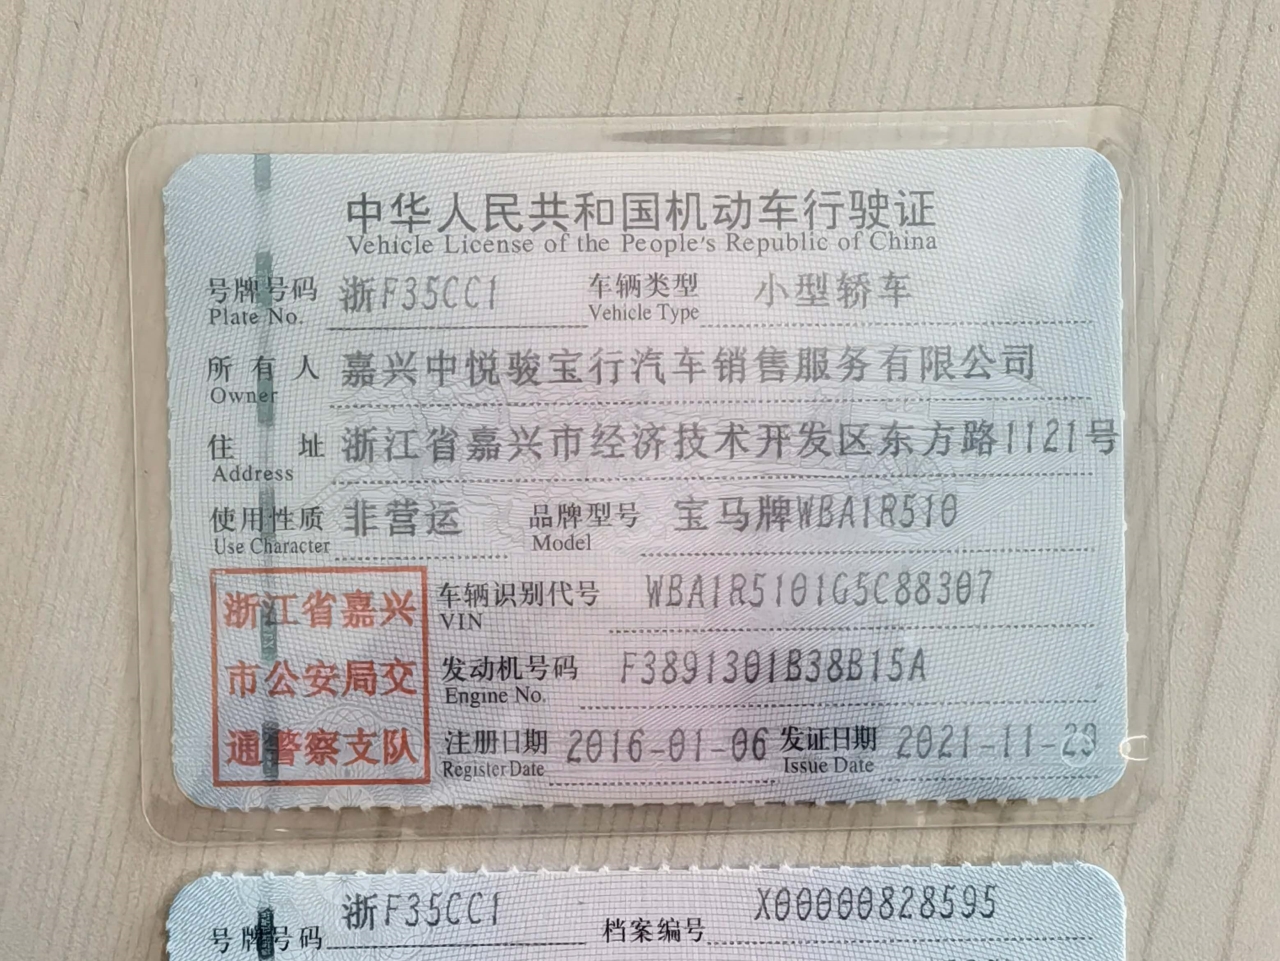 中华人民共和国机动车行驶证
Vehicle License of the People's Republic of China
号牌号码 浙F35CC1 车辆类型 小型轿车
Plate No. Vehicle Type
所有人 嘉兴中悦骏宝行汽车销售服务有限公司
Owner
住址 浙江省嘉兴市经济技术开发区东方路1121号
Address
使用性质 非营运 品牌型号 宝马牌WBA1R510
Use Character Model
浙江省嘉兴
市公安局交
通警察支队
车辆识别代号 WBA1R5101G5C88307
VIN
发动机号码 F3891301B38B15A
Engine No.
注册日期 2016-01-06 发证日期 2021-11-23
Register Date Issue Date
号牌号码 浙F35CC1 档案编号 X00000828595